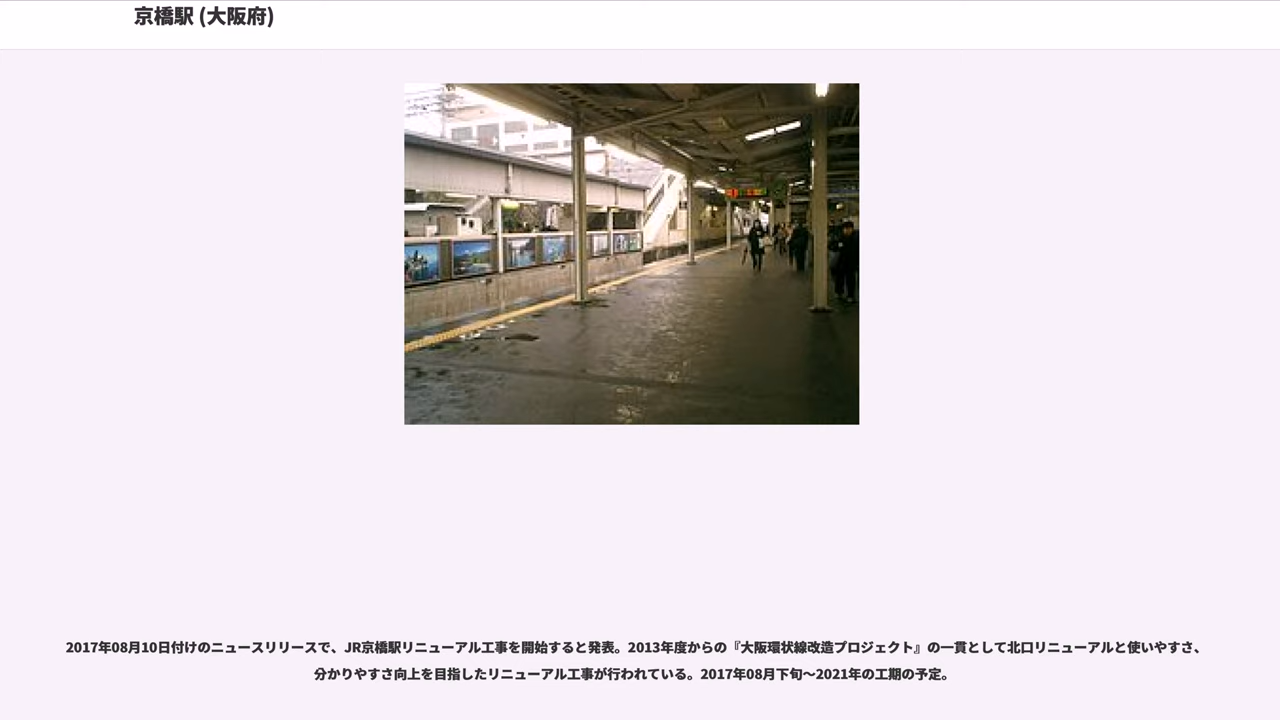 京橋駅 (大阪府)
2017年08月10日付けのニュースリリースで、JR京橋駅リニューアル工事を開始すると発表。2013年度からの『大阪環状線改造プロジェクト』の一貫として北口リニューアルと使いやすさ、
分かりやすさ向上を目指したリニューアル工事が行われている。2017年08月下旬〜2021年の工期の予定。